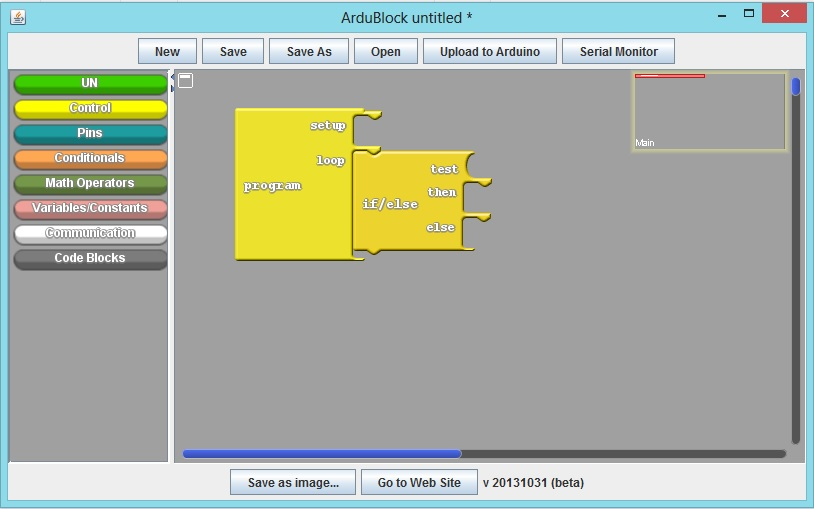 ArduBlock untitled *
New Save Save As Open Upload to Arduino Serial Monitor
UN
Control
Pins
Conditionals
Math Operators
Variables/Constants
Communication
Code Blocks
setup
loop
program
test
then
if/else
else
Main
Save as image... Go to Web Site v 20131031 (beta)